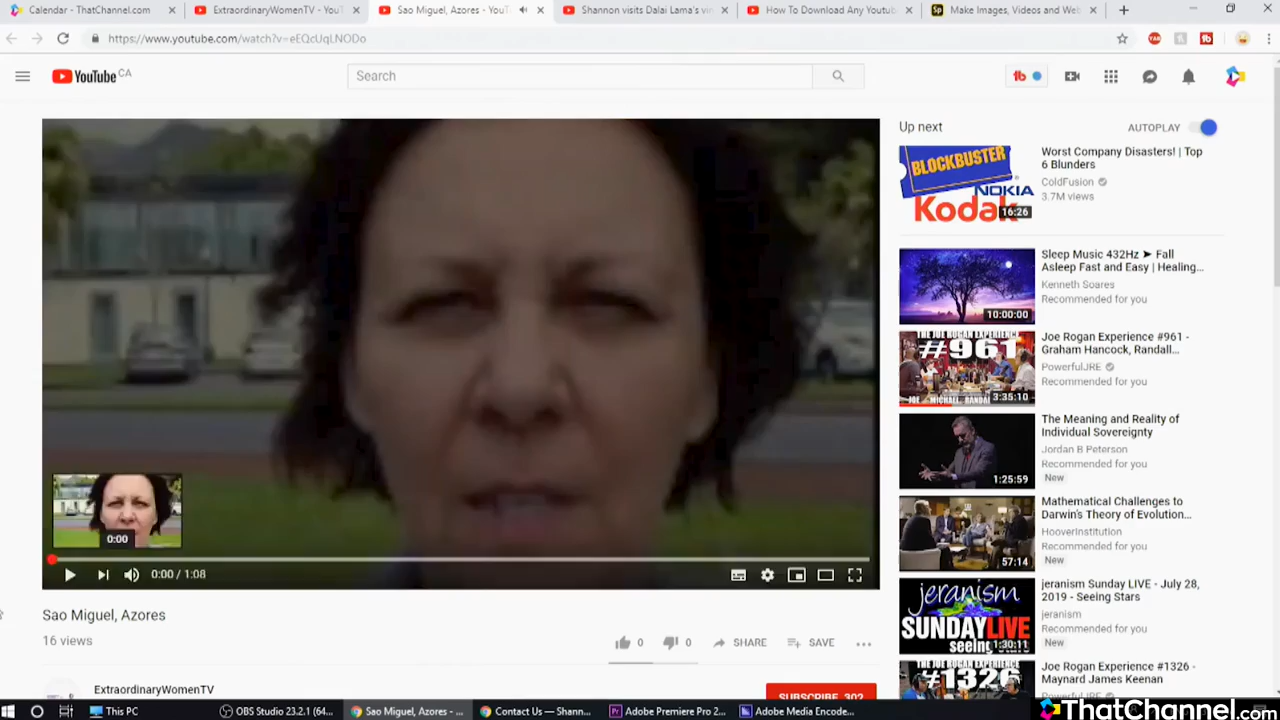 Calendar - ThatChannel.com
ExtraordinaryWomenTV - YouT
Sao Miguel, Azores - YouT
Shannon visits Dalai Lama's vin
How To Download Any Youtub
Make Images, Videos and Web
https://www.youtube.com/watch?v=eEQcUqLNODo
YouTube CA
Search
Up next
AUTOPLAY
BLOCKBUSTER
NOKIA
Kodak
16:26
Worst Company Disasters! | Top
6 Blunders
ColdFusion
3.7M views
10:00:00
Sleep Music 432Hz ➤ Fall
Asleep Fast and Easy | Healing...
Kenneth Soares
Recommended for you
THE JOE ROGAN EXPERIENCE
#961
3:35:10
Joe Rogan Experience #961 -
Graham Hancock, Randall...
PowerfulJRE
Recommended for you
1:25:59
The Meaning and Reality of
Individual Sovereignty
Jordan B Peterson
Recommended for you
New
57:14
Mathematical Challenges to
Darwin's Theory of Evolution...
HooverInstitution
Recommended for you
New
jeranism
SUNDAY LIVE
1:30:11
jeranism Sunday LIVE - July 28,
2019 - Seeing Stars
jeranism
Recommended for you
New
THE JOE ROGAN EXPERIENCE
#1326
Joe Rogan Experience #1326 -
Maynard James Keenan
0:00
0:00 / 1:08
Sao Miguel, Azores
16 views
0
0
SHARE
SAVE
ExtraordinaryWomenTV
SUBSCRIBE 302
This PC
OBS Studio 23.2.1 (64...
Sao Miguel, Azores - ...
Contact Us — Shann...
Adobe Premiere Pro 2...
Adobe Media Encode...
ThatChannel.com